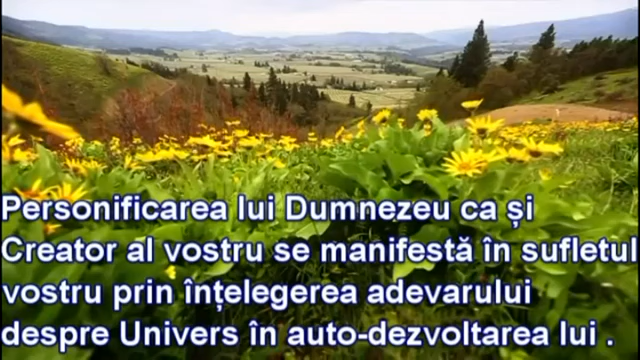 Personificarea lui Dumnezeu ca și
Creator al vostru se manifestă în sufletul
vostru prin înțelegerea adevarului
despre Univers în auto-dezvoltarea lui .